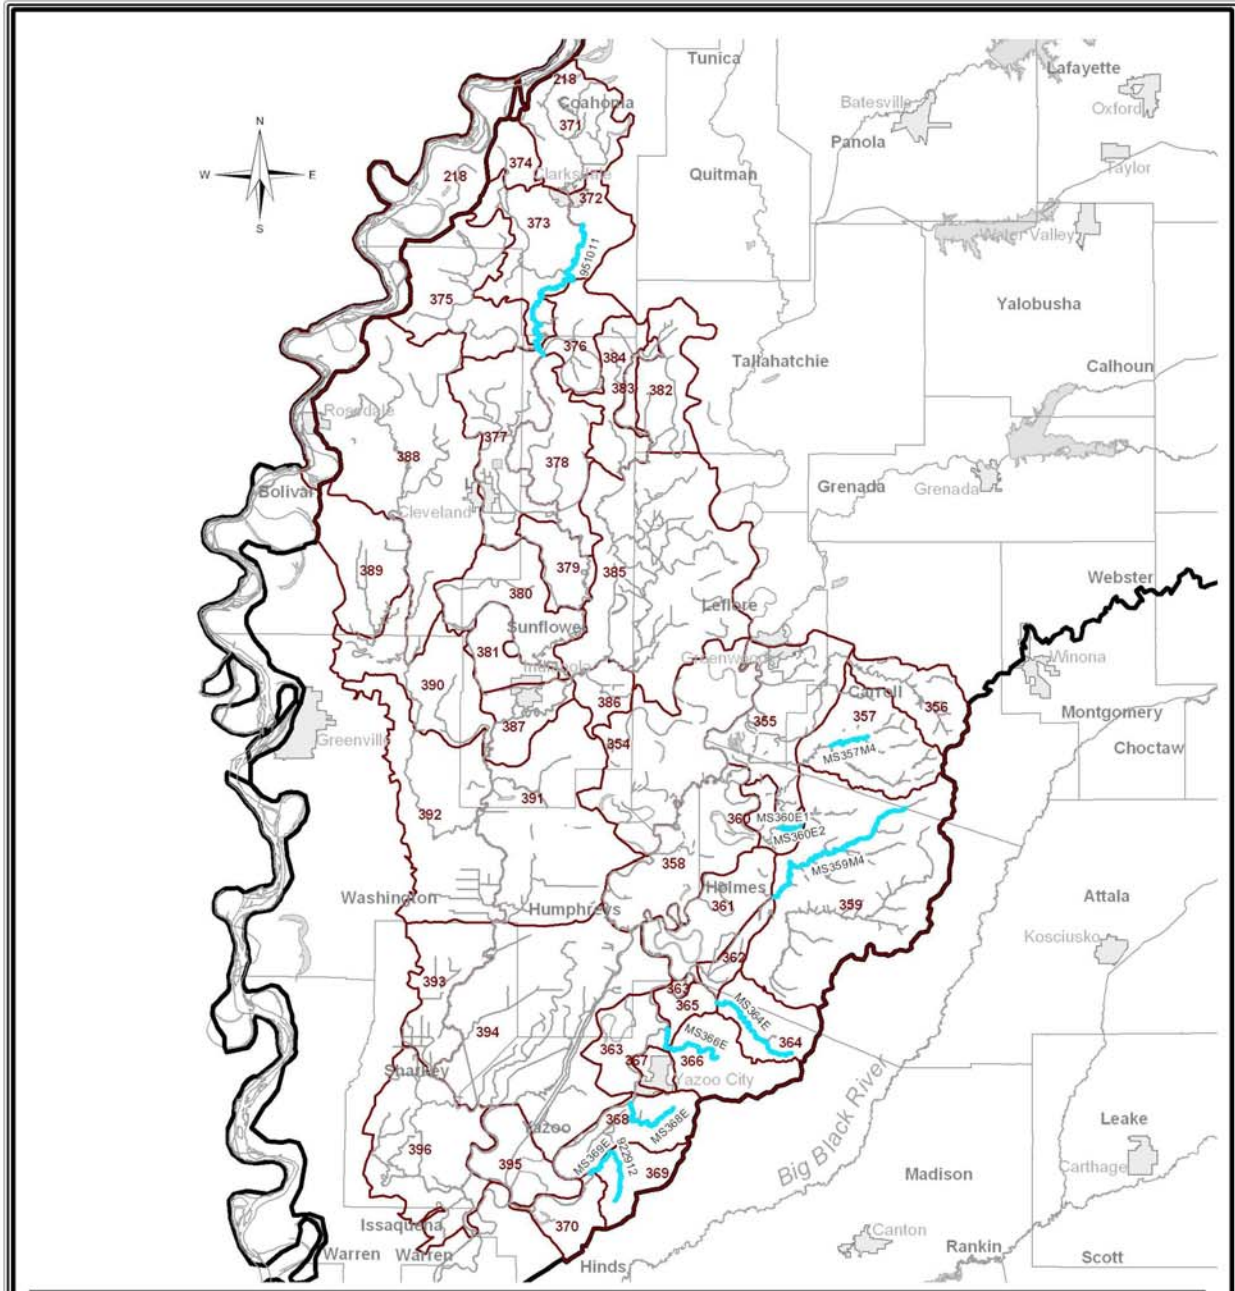 Tunica
218
Lafayette
Coahoma
Batesville
Oxford
371
Panola
N
374
Taylor
W
E
218
Clarksdale
Quitman
372
S
373
Water Valley
951011
375
Yalobusha
376
384
Tallahatchie
Calhoun
383
382
Rosedale
377
388
378
Grenada
Grenada
Bolivar
Cleveland
389
379
385
Webster
380
Leflore
Sunflower
381
Indianola
Greenwood
Winona
390
Carroll
386
356
387
355
357
Montgomery
Greenville
354
MS357M4
Choctaw
391
392
360
MS360E1
MS360E2
358
MS359M4
Washington
Holmes
Attala
Humphreys
361
359
Kosciusko
362
393
363
365
MS364E
394
MS366E
364
363
367
366
Sharkey
Yazoo City
Big Black River
368
MS368E
Leake
Yazoo
396
MS369E
922912
395
369
Madison
Carthage
Issaquena
370
Canton
Warren
Warren
Rankin
Hinds
Scott